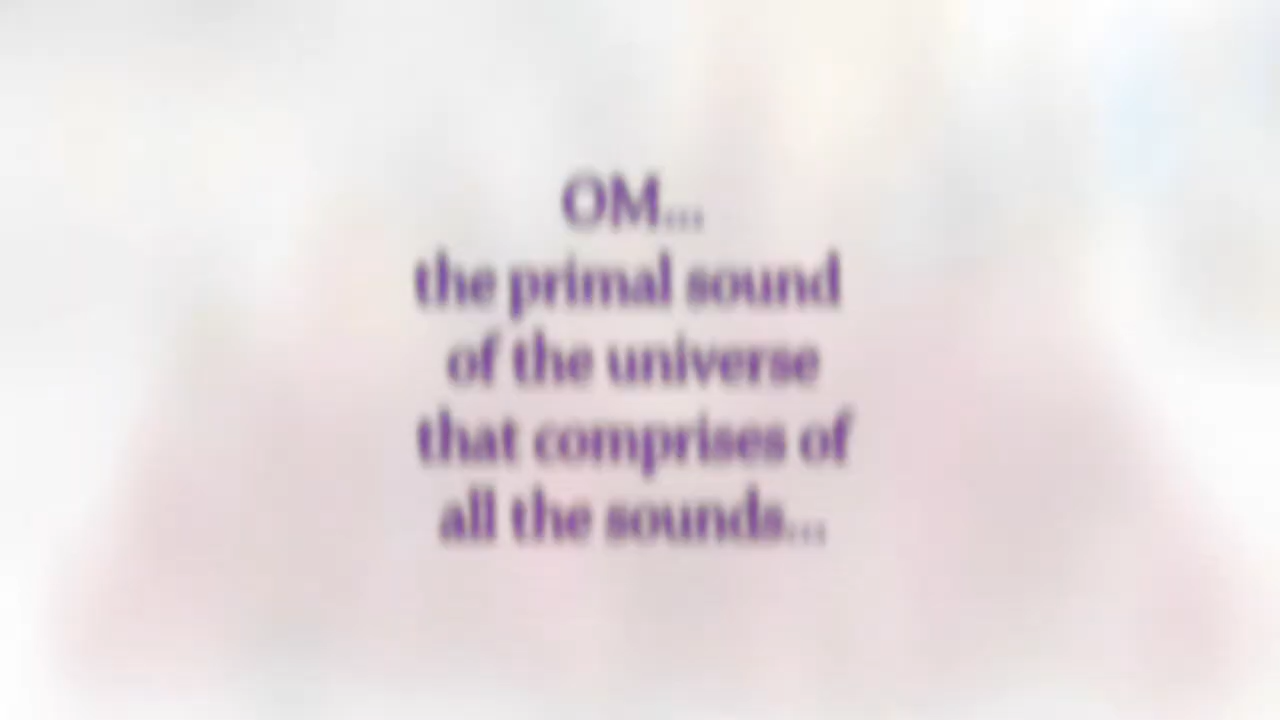 OM...
the primal sound
of the universe
that comprises of
all the sounds...